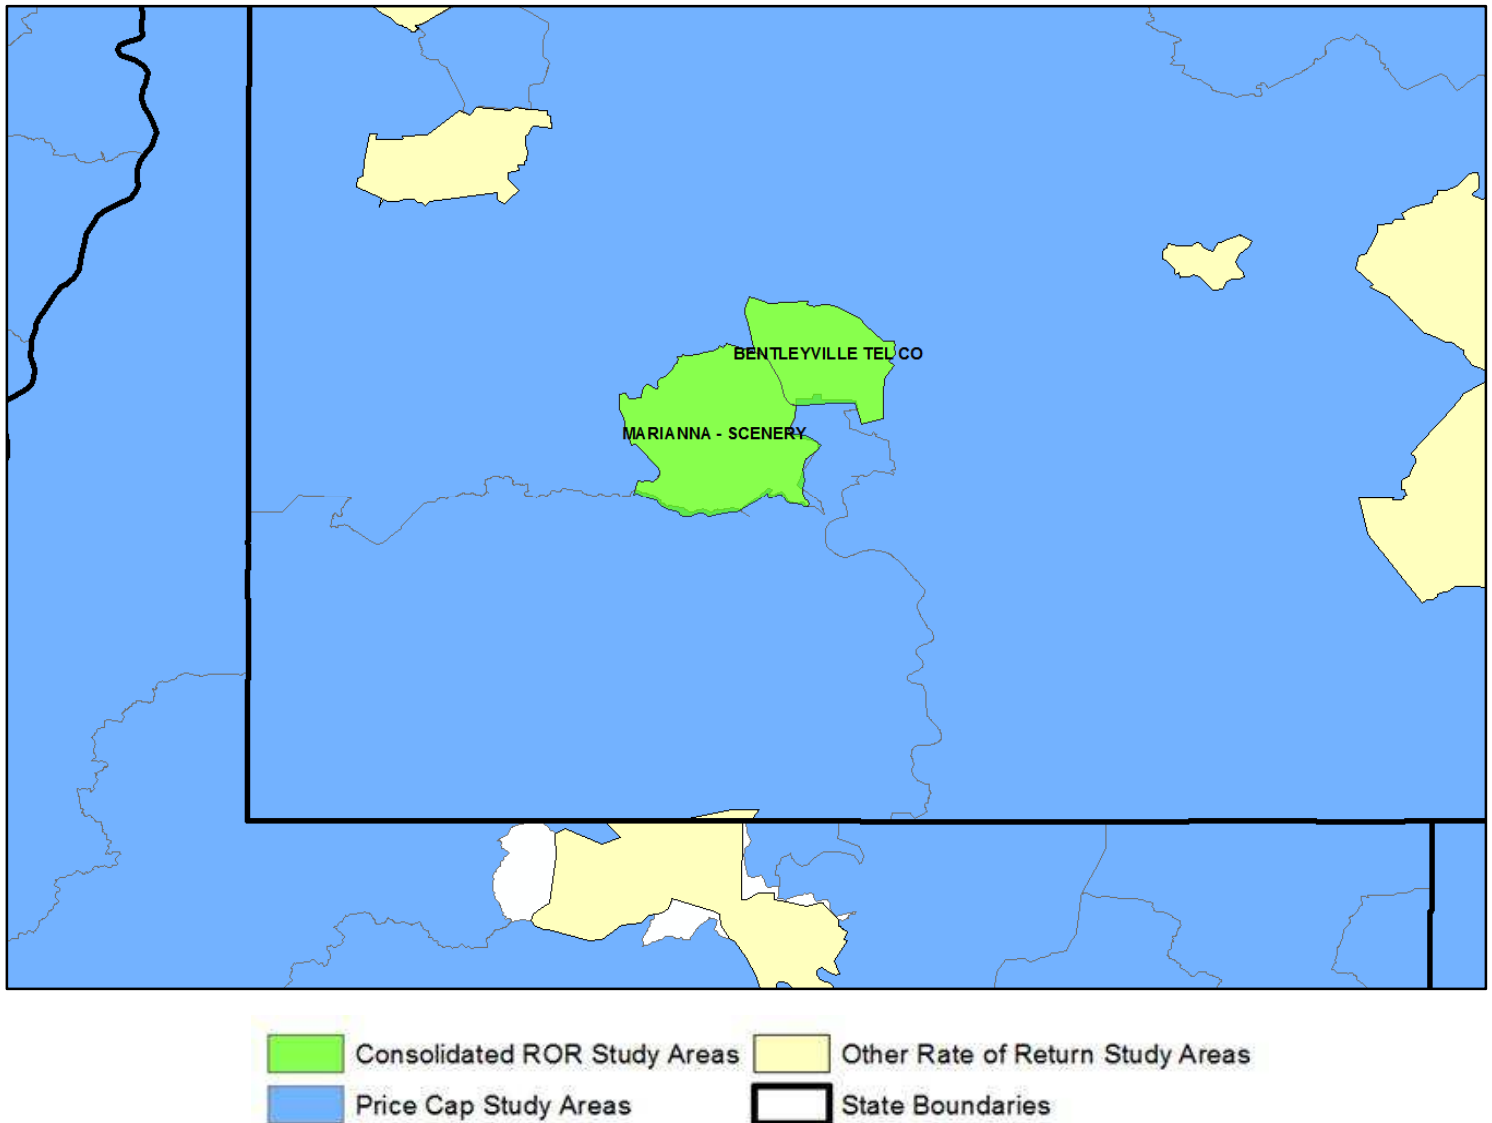 BENTLEYVILLE TEL CO
MARIANNA - SCENERY
Consolidated ROR Study Areas
Other Rate of Return Study Areas
Price Cap Study Areas
State Boundaries